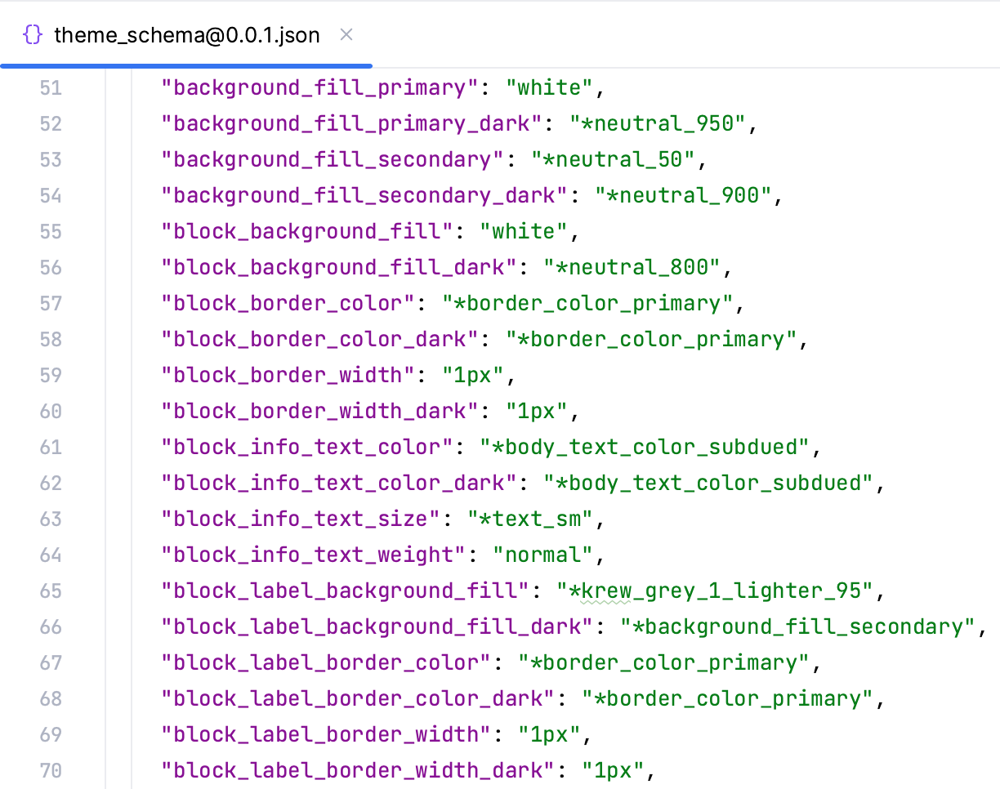 theme_schema@0.0.1.json
51 "background_fill_primary": "white",
52 "background_fill_primary_dark": "*neutral_950",
53 "background_fill_secondary": "*neutral_50",
54 "background_fill_secondary_dark": "*neutral_900",
55 "block_background_fill": "white",
56 "block_background_fill_dark": "*neutral_800",
57 "block_border_color": "*border_color_primary",
58 "block_border_color_dark": "*border_color_primary",
59 "block_border_width": "1px",
60 "block_border_width_dark": "1px",
61 "block_info_text_color": "*body_text_color_subdued",
62 "block_info_text_color_dark": "*body_text_color_subdued",
63 "block_info_text_size": "*text_sm",
64 "block_info_text_weight": "normal",
65 "block_label_background_fill": "*krew_grey_1_lighter_95",
66 "block_label_background_fill_dark": "*background_fill_secondary",
67 "block_label_border_color": "*border_color_primary",
68 "block_label_border_color_dark": "*border_color_primary",
69 "block_label_border_width": "1px",
70 "block_label_border_width_dark": "1px",